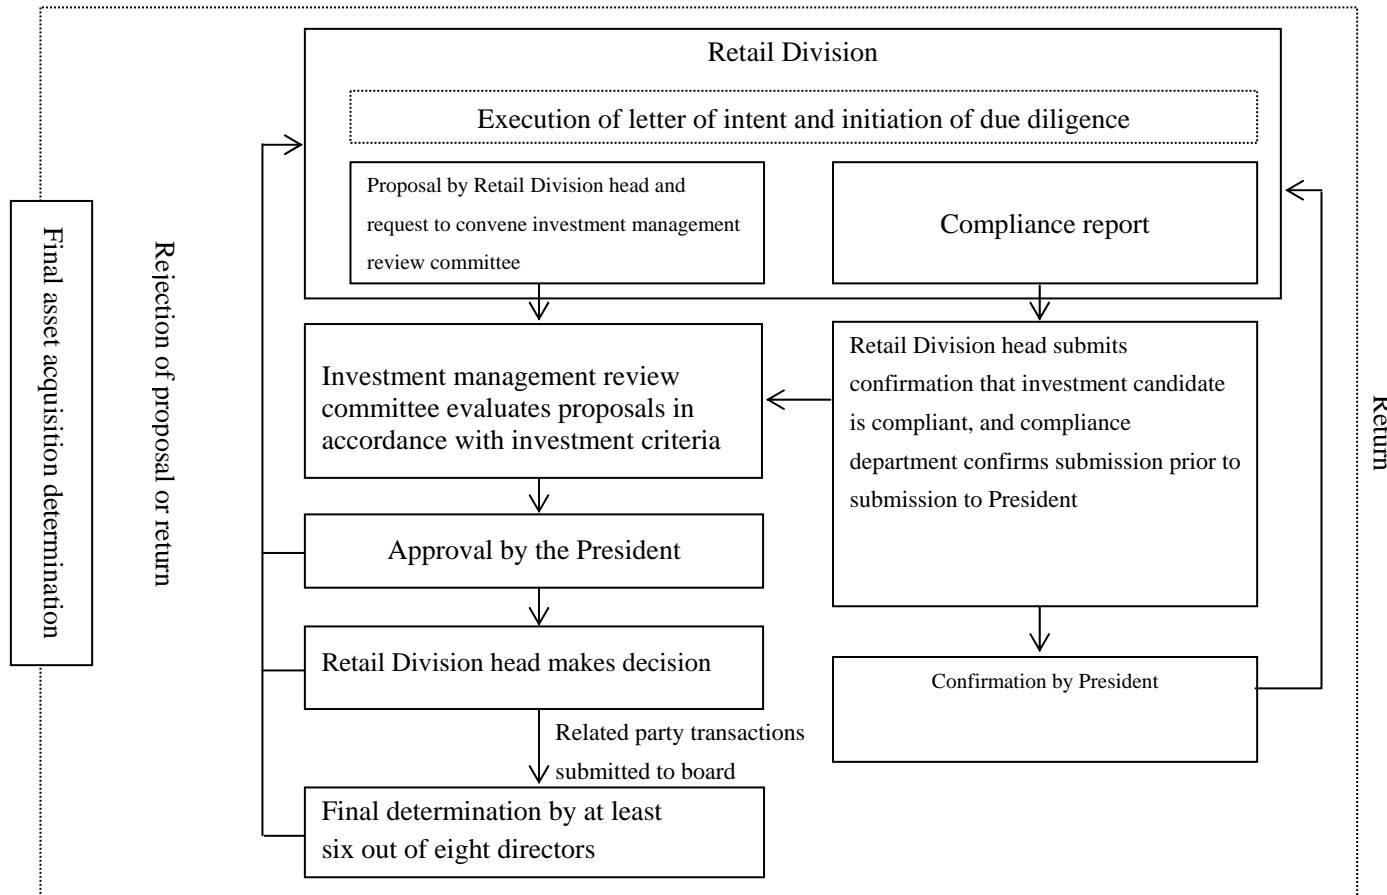 Retail Division
Execution of letter of intent and initiation of due diligence
Proposal by Retail Division head and
request to convene investment management
review committee
Compliance report
Final asset acquisition determination
Rejection of proposal or return
Investment management review
committee evaluates proposals in
accordance with investment criteria
Retail Division head submits
confirmation that investment candidate
is compliant, and compliance
department confirms submission prior to
submission to President
Return
Approval by the President
Retail Division head makes decision
Confirmation by President
Related party transactions
submitted to board
Final determination by at least
six out of eight directors